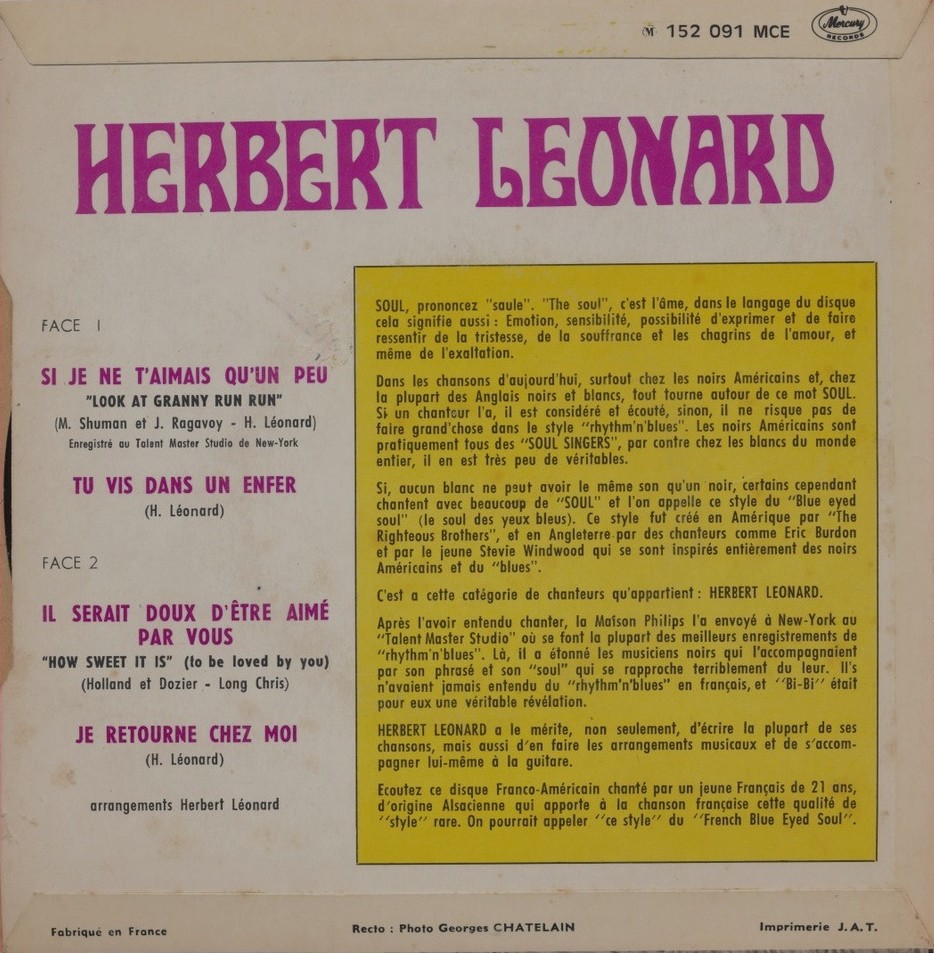 M 152 091 MCE
Mercury
RECORDS
HERBERT LEONARD
FACE 1
SI JE NE T'AIMAIS QU'UN PEU
"LOOK AT GRANNY RUN RUN"
(M. Shuman et J. Ragavoy - H. Léonard)
Enregistré au Talent Master Studio de New-York
TU VIS DANS UN ENFER
(H. Léonard)
FACE 2
IL SERAIT DOUX D'ÊTRE AIMÉ
PAR VOUS
"HOW SWEET IT IS" (to be loved by you)
(Holland et Dozier - Long Chris)
JE RETOURNE CHEZ MOI
(H. Léonard)
arrangements Herbert Léonard
SOUL, prononcez "saule". "The soul", c'est l'âme, dans le langage du disque
cela signifie aussi : Emotion, sensibilité, possibilité d'exprimer et de faire
ressentir de la tristesse, de la souffrance et les chagrins de l'amour, et
même de l'exaltation.
Dans les chansons d'aujourd'hui, surtout chez les noirs Américains et, chez
la plupart des Anglais noirs et blancs, tout tourne autour de ce mot SOUL.
Si un chanteur l'a, il est considéré et écouté, sinon, il ne risque pas de
faire grand'chose dans le style "rhythm'n'blues". Les noirs Américains sont
pratiquement tous des "SOUL SINGERS", par contre chez les blancs du monde
entier, il en est très peu de véritables.
Si, aucun blanc ne peut avoir le même son qu'un noir, certains cependant
chantent avec beaucoup de "SOUL" et l'on appelle ce style du "Blue eyed
soul" (le soul des yeux bleus). Ce style fut créé en Amérique par "The
Righteous Brothers", et en Angleterre par des chanteurs comme Eric Burdon
et par le jeune Stevie Windwood qui se sont inspirés entièrement des noirs
Américains et du "blues".
C'est a cette catégorie de chanteurs qu'appartient : HERBERT LEONARD.
Après l'avoir entendu chanter, la Maison Philips l'a envoyé à New-York au
"Talent Master Studio" où se font la plupart des meilleurs enregistrements de
"rhythm'n'blues". Là, il a étonné les musiciens noirs qui l'accompagnaient
par son phrasé et son "soul" qui se rapproche terriblement du leur. Il's
n'avaient jamais entendu du "rhythm'n'blues" en français, et "Bi-Bi" était
pour eux une véritable révélation.
HERBERT LEONARD a le mérite, non seulement, d'écrire la plupart de ses
chansons, mais aussi d'en faire les arrangements musicaux et de s'accom-
pagner lui-même à la guitare.
Ecoutez ce disque Franco-Américain chanté par un jeune Français de 21 ans,
d'origine Alsacienne qui apporte à la chanson française cette qualité de
"style" rare. On pourrait appeler "ce style" du "French Blue Eyed Soul".
Fabriqué en France
Recto : Photo Georges CHATELAIN
Imprimerie J.A.T.